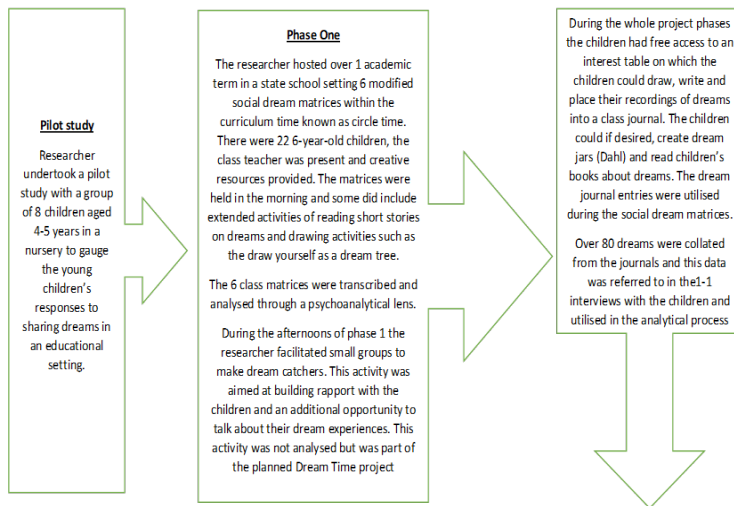 Pilot study
Researcher
undertook a pilot
study with a group
of 8 children aged
4-5 years in a
nursery to gauge
the young
children's
responses to
sharing dreams in
an educational
setting.
Phase One
The researcher hosted over 1 academic
term in a state school setting 6 modified
social dream matrices within the
curriculum time known as circle time.
There were 22 6-year-old children, the
class teacher was present and creative
resources provided. The matrices were
held in the morning and some did include
extended activities of reading short stories
on dreams and drawing activities such as
the draw yourself as a dream tree.
The 6 class matrices were transcribed and
analysed through a psychoanalytical lens.
During the afternoons of phase 1 the
researcher facilitated small groups to
make dream catchers. This activity was
aimed at building rapport with the
children and an additional opportunity to
talk about their dream experiences. This
activity was not analysed but was part of
the planned Dream Time project
During the whole project phases
the children had free access to an
interest table on which the
children could draw, write and
place their recordings of dreams
into a class journal. The children
could if desired, create dream
jars (Dahl) and read children's
books about dreams. The dream
journal entries were utilised
during the social dream matrices.
Over 80 dreams were collated
from the journals and this data
was referred to in the1-1
interviews with the children and
utilised in the analytical process